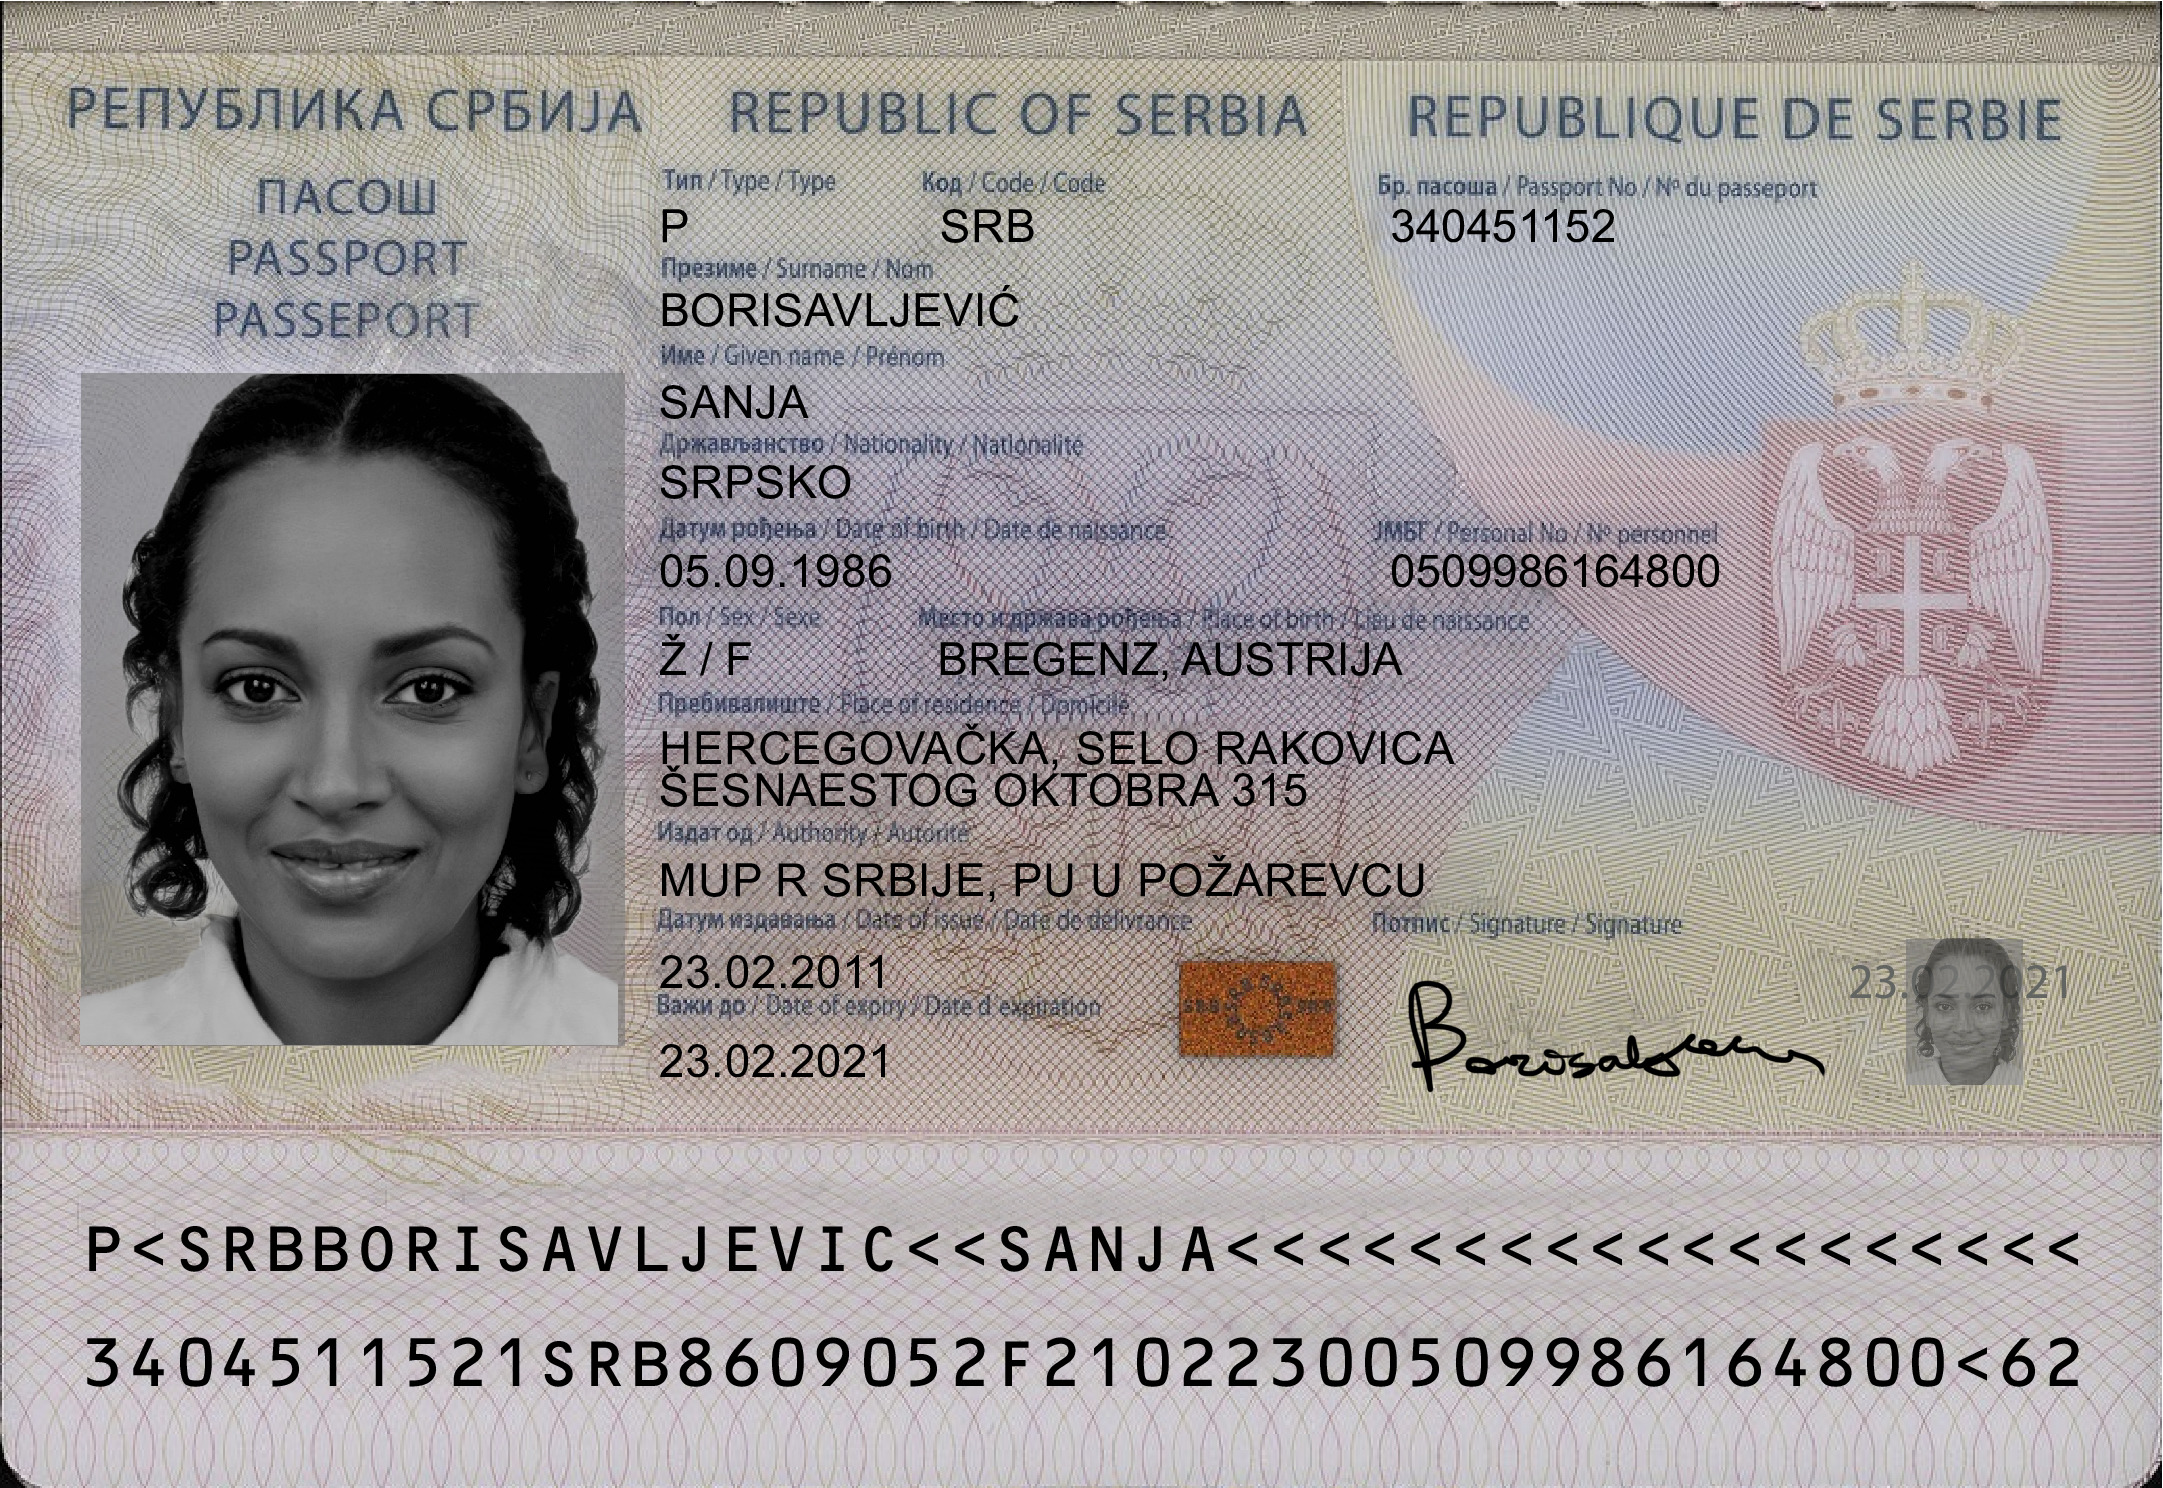 РЕПУБЛИКА СРБИЈА REPUBLIC OF SERBIA REPUBLIQUE DE SERBIE
ПАСОШ
PASSPORT
PASSEPORT
Тип / Type / Type Код / Code / Code Бр. пасоша / Passport No / Nº du passeport
P SRB 340451152
Презиме / Surname / Nom
BORISAVLJEVIĆ
Име / Given name / Prénom
SANJA
Држављанство / Nationality / Nationalité
SRPSKO
Датум рођења / Date of birth / Date de naissance ЈМБГ / Personal No / Nº personnel
05.09.1986 0509986164800
Пол / Sex / Sexe Место и држава рођења / Place of birth / Lieu de naissance
Ž / F BREGENZ, AUSTRIJA
Пребивалиште / Place of residence / Domicile
HERCEGOVAČKA, SELO RAKOVICA
ŠESNAESTOG OKTOBRA 315
Издат од / Authority / Autorité
MUP R SRBIJE, PU U POŽAREVCU
Датум издавања / Date of issue / Date de délivrance Потпис / Signature / Signature
23.02.2011 23.02.2021
Важи до / Date of expiry / Date d expiration
23.02.2021
P<SRBBORISAVLJEVIC<<SANJA<<<<<<<<<<<<<<<<<<<
3404511521SRB8609052F21022300509986164800<62